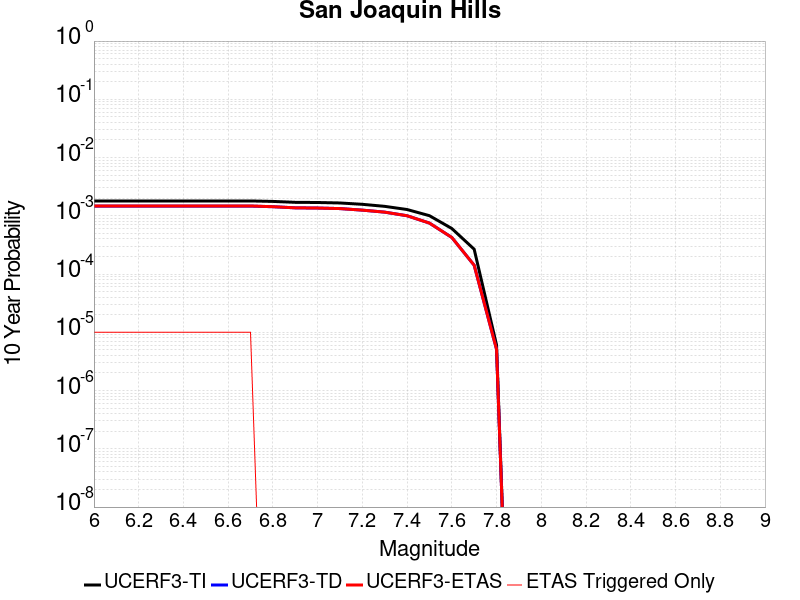 San Joaquin Hills
10^0
10^-1
10^-2
10^-3
10^-4
10^-5
10^-6
10^-7
10^-8
10 Year Probability
6 6.2 6.4 6.6 6.8 7 7.2 7.4 7.6 7.8 8 8.2 8.4 8.6 8.8 9
Magnitude
UCERF3-TI UCERF3-TD UCERF3-ETAS ETAS Triggered Only